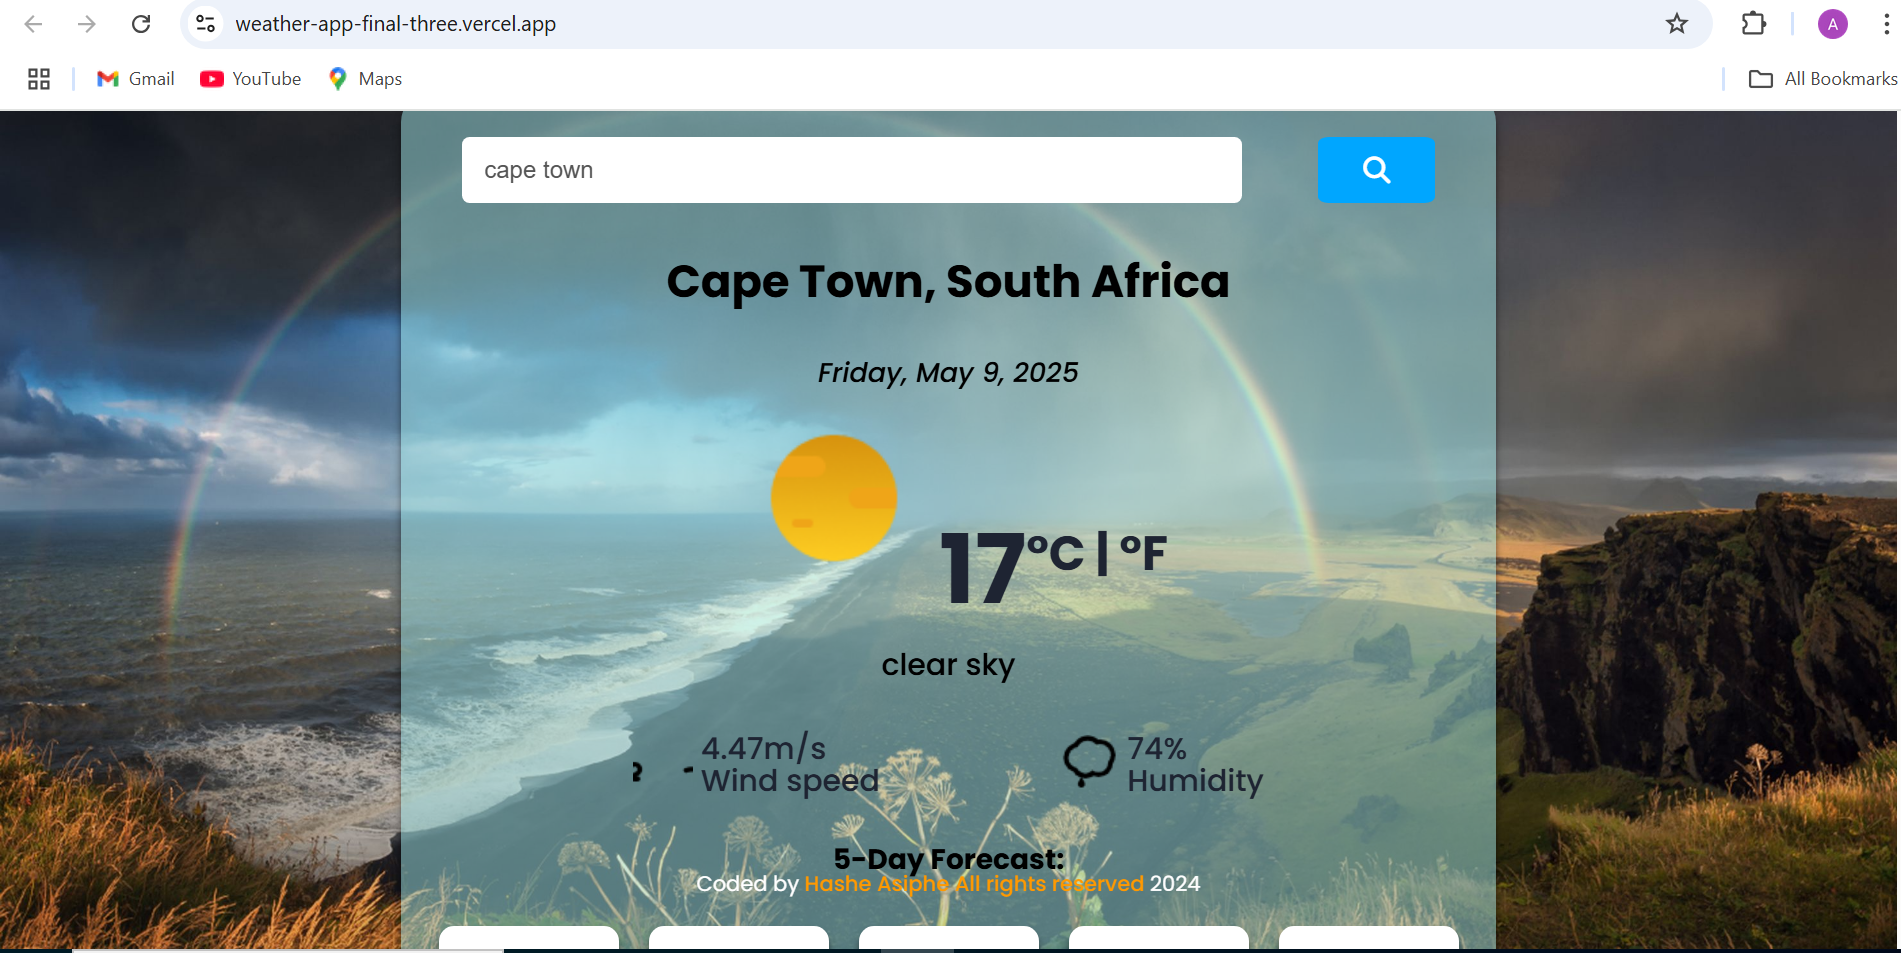 weather-app-final-three.vercel.app
A
Gmail
YouTube
Maps
All Bookmarks
cape town
Cape Town, South Africa
Friday, May 9, 2025
17°C | °F
clear sky
4.47m/s
Wind speed
74%
Humidity
5-Day Forecast:
Coded by Hashe Asiphe All rights reserved 2024